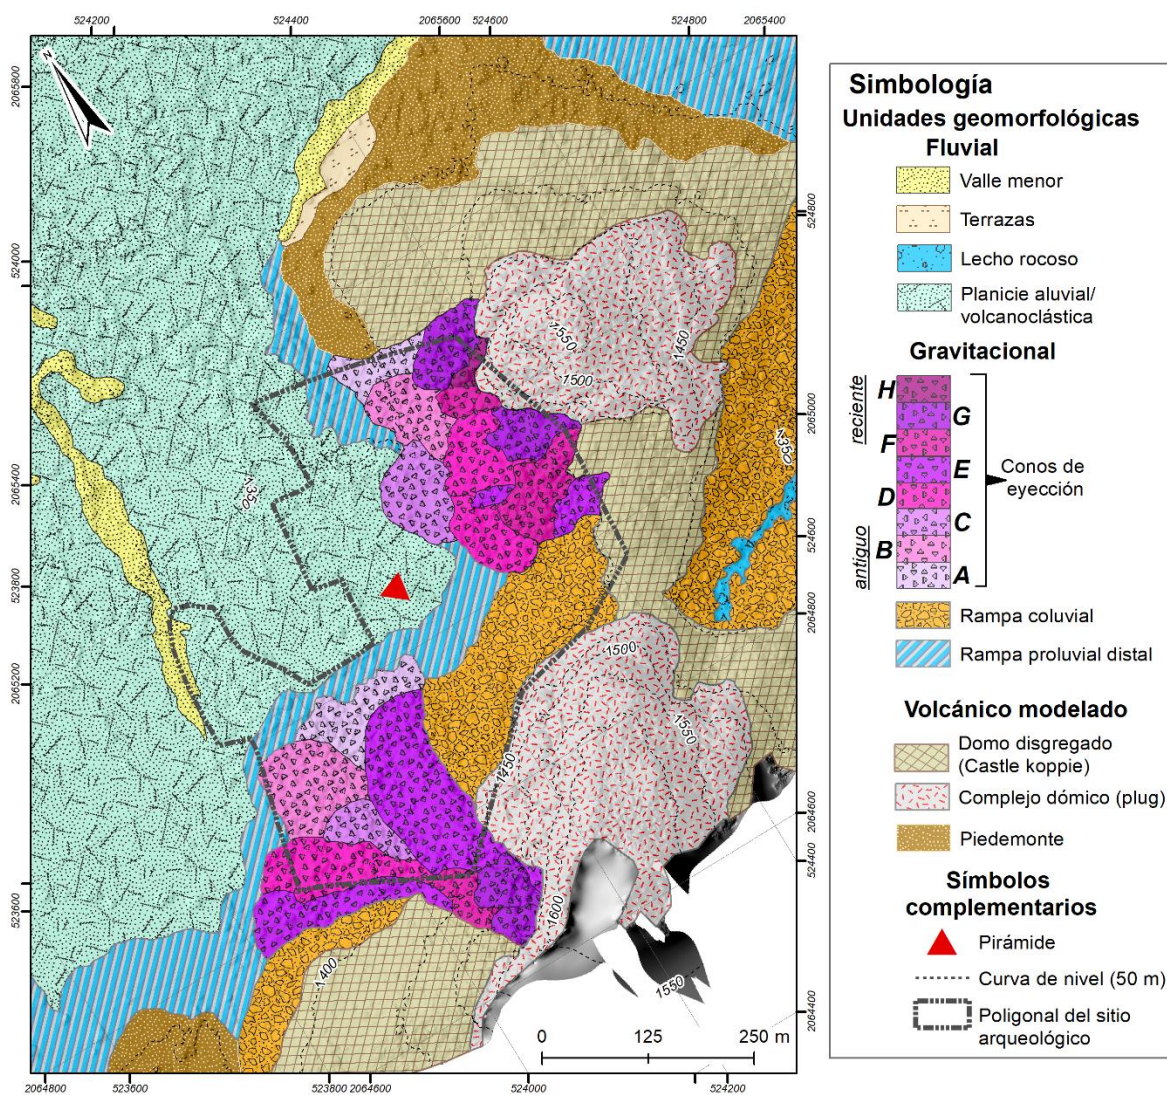 524200
524400
2065600
524600
524800
2065400
2065800
524000
2065400
523800
2065200
523600
524800
2065000
524600
2064800
2064600
524400
2064400
N
1550
1500
1450
1350
1350
1500
1550
1450
1600
1400
1550
0 125 250 m
2064800
523600
523800
2064600
524000
524200
Simbología
Unidades geomorfológicas
Fluvial
Valle menor
Terrazas
Lecho rocoso
Planicie aluvial/
volcanoclástica
Gravitacional
reciente
antiguo
H
G
F
E
D
C
B
A
Conos de
eyección
Rampa coluvial
Rampa proluvial distal
Volcánico modelado
Domo disgregado
(Castle koppie)
Complejo dómico (plug)
Piedemonte
Símbolos
complementarios
Pirámide
Curva de nivel (50 m)
Poligonal del sitio
arqueológico